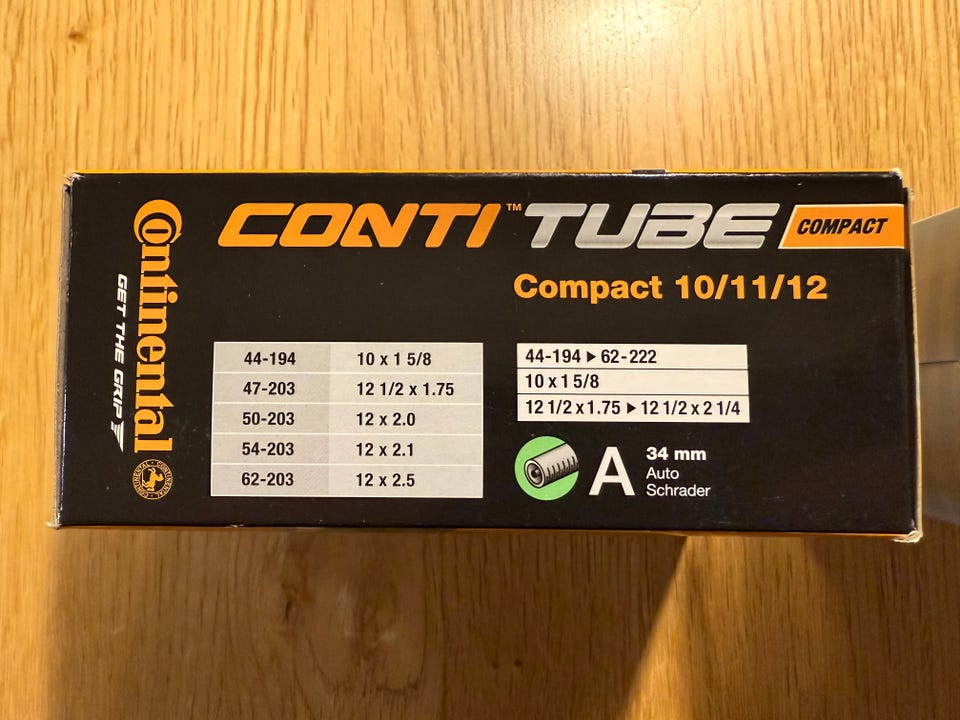 Continental
GET THE GRIP
CONTINENTAL · CONTINENTAL
CONTI™ TUBE COMPACT
Compact 10/11/12
44-194 10 x 1 5/8
47-203 12 1/2 x 1.75
50-203 12 x 2.0
54-203 12 x 2.1
62-203 12 x 2.5
44-194 ▶ 62-222
10 x 1 5/8
12 1/2 x 1.75 ▶ 12 1/2 x 2 1/4
A 34 mm
Auto
Schrader